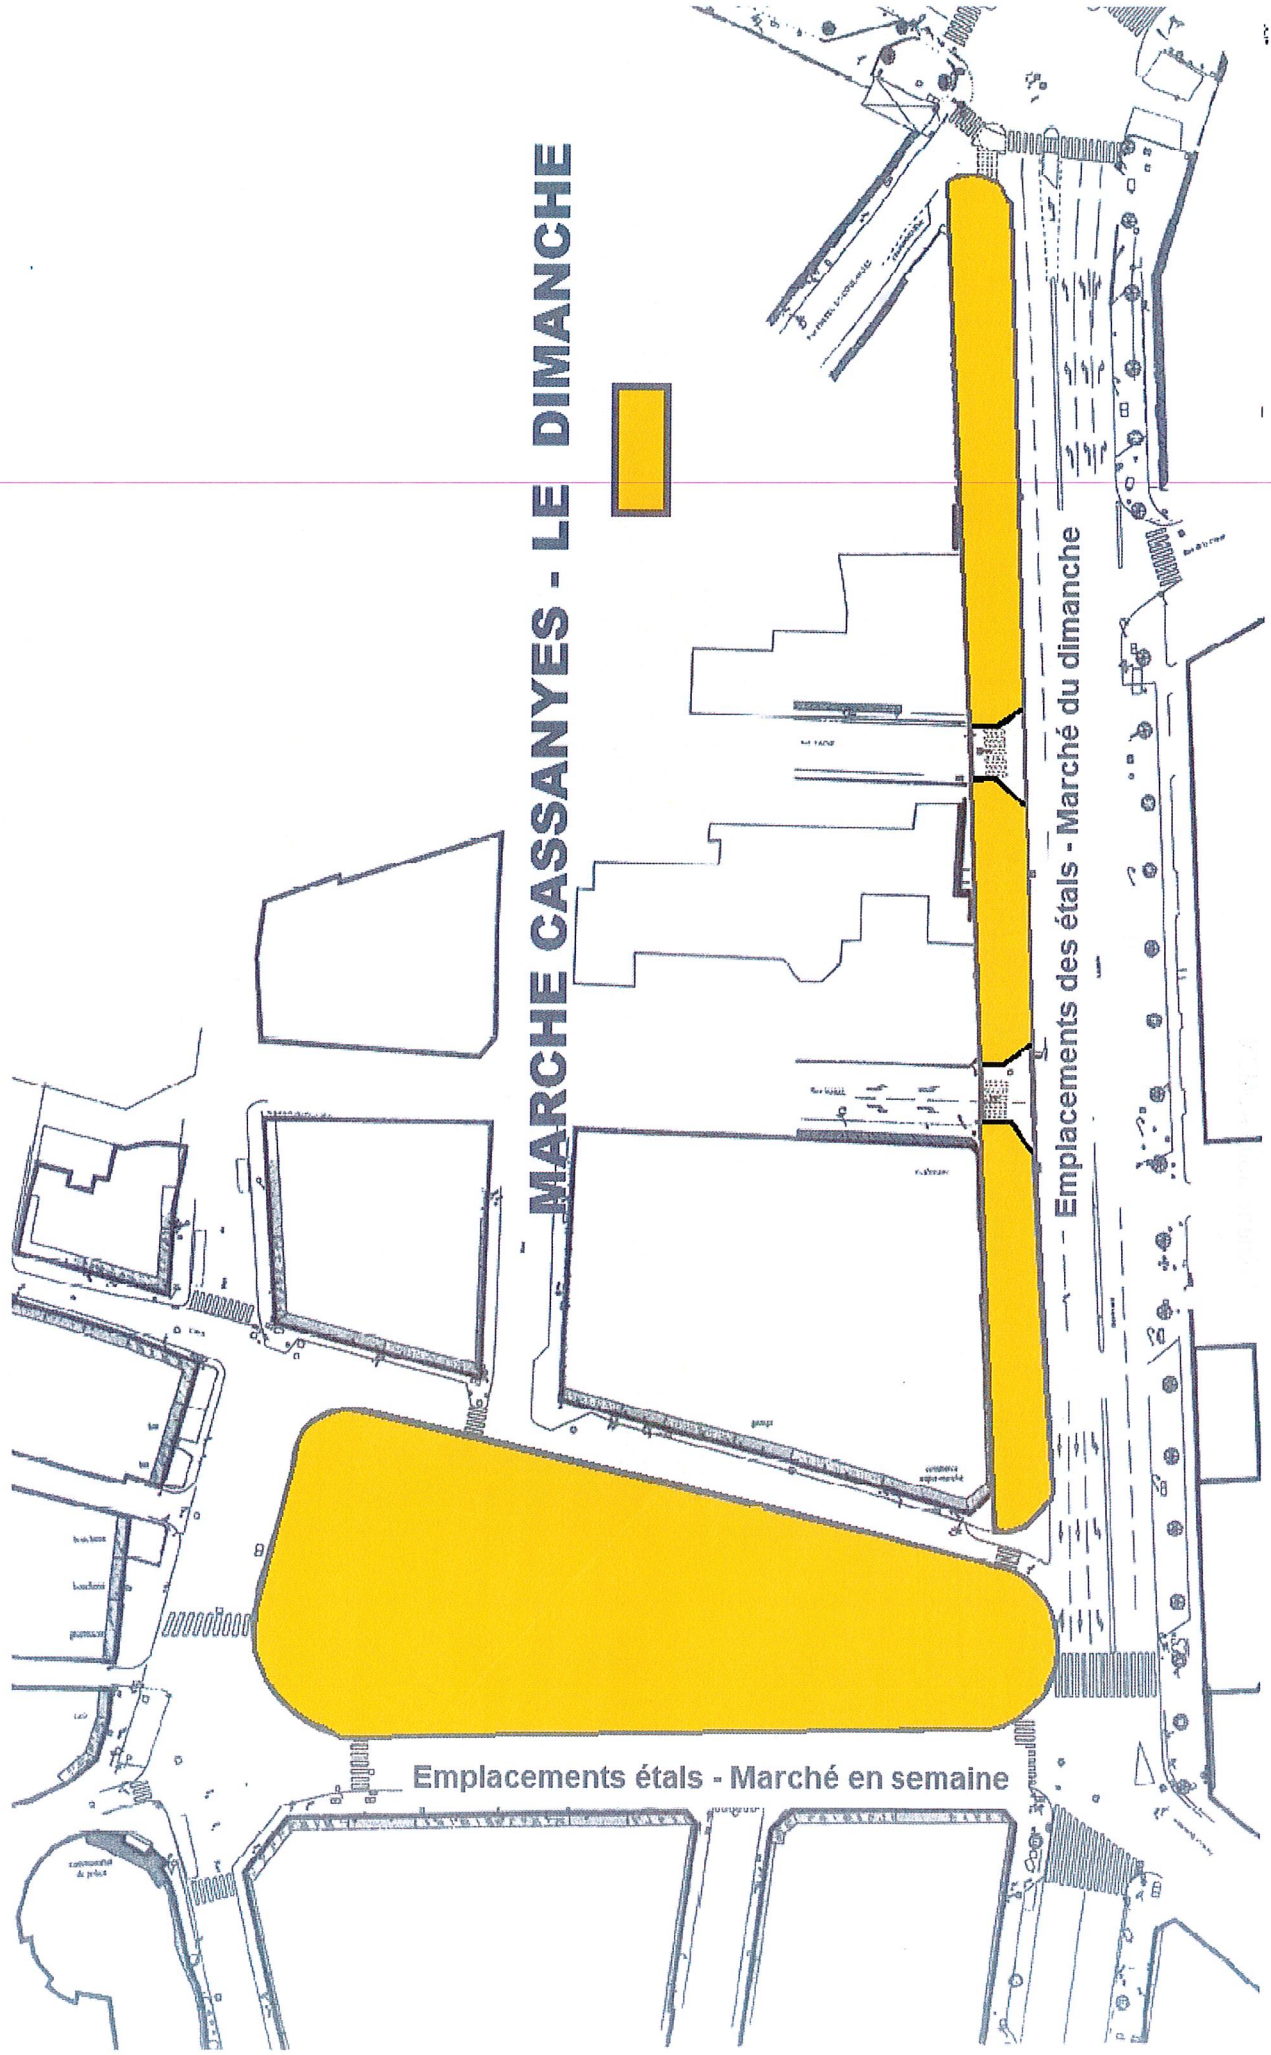 MARCHE CASSANYES - LE DIMANCHE
Emplacements des étals - Marché du dimanche
Emplacements étals - Marché en semaine